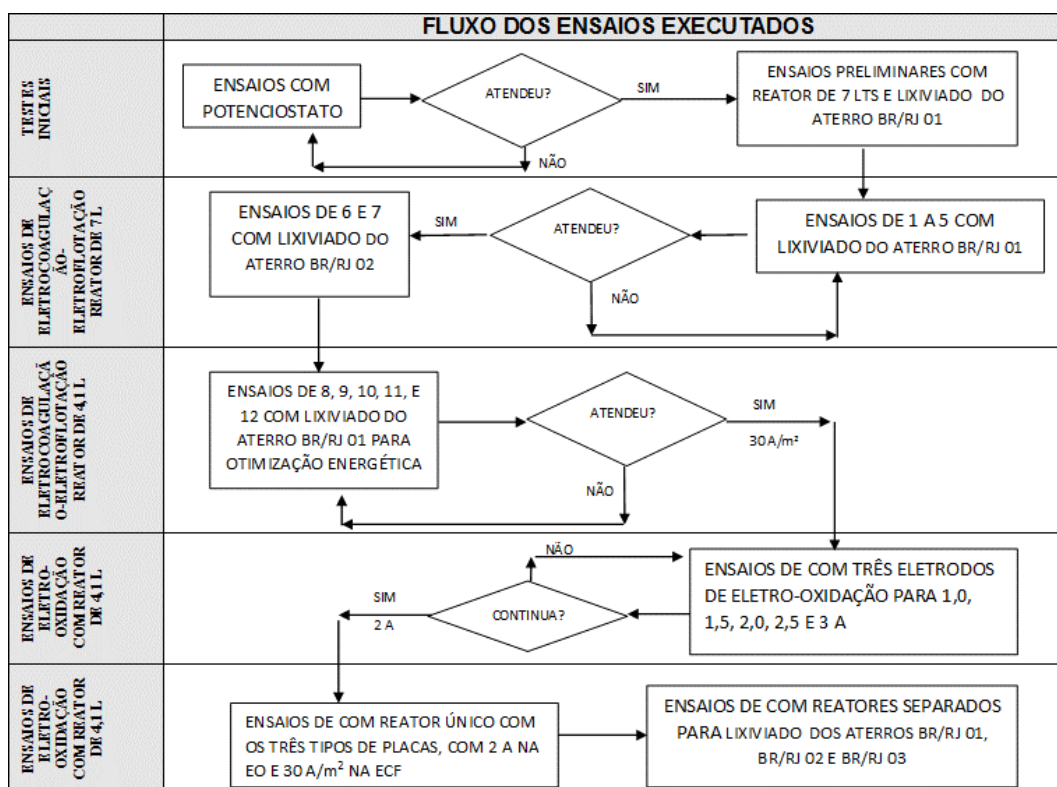 FLUXO DOS ENSAIOS EXECUTADOS
TESTES
INICIAIS
ENSAIOS COM
POTENCIOSTATO
ATENDEU?
SIM
NÃO
ENSAIOS PRELIMINARES COM
REATOR DE 7 LTS E LIXIVIADO DO
ATERRO BR/RJ 01
ENSAIOS DE
ELETROCOAGULAÇ
ÃO-
ELETROFLOTAÇÃO
REATOR DE 7 L
ENSAIOS DE 6 E 7
COM LIXIVIADO DO
ATERRO BR/RJ 02
SIM
ATENDEU?
NÃO
ENSAIOS DE 1 A 5 COM
LIXIVIADO DO ATERRO BR/RJ 01
ENSAIOS DE
ELETROCOAGULAÇÃ
O-ELETROFLOTAÇÃO
REATOR DE 4,1 L
ENSAIOS DE 8, 9, 10, 11, E
12 COM LIXIVIADO DO
ATERRO BR/RJ 01 PARA
OTIMIZAÇÃO ENERGÉTICA
ATENDEU?
SIM
30 A/m²
NÃO
ENSAIOS DE
ELETRO-
OXIDAÇÃO
COM REATOR
DE 4,1 L
SIM
2 A
CONTINUA?
NÃO
ENSAIOS DE COM TRÊS ELETRODOS
DE ELETRO-OXIDAÇÃO PARA 1,0,
1,5, 2,0, 2,5 E 3 A
ENSAIOS DE
ELETRO-
OXIDAÇÃO
COM REATOR
DE 4,1 L
ENSAIOS DE COM REATOR ÚNICO COM
OS TRÊS TIPOS DE PLACAS, COM 2 A NA
EO E 30 A/m² NA ECF
ENSAIOS DE COM REATORES SEPARADOS
PARA LIXIVIADO DOS ATERROS BR/RJ 01,
BR/RJ 02 E BR/RJ 03